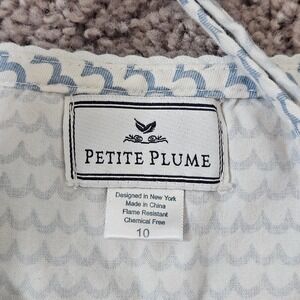 PETITE PLUME
Designed in New York
Made in China
Flame Resistant
Chemical Free
10